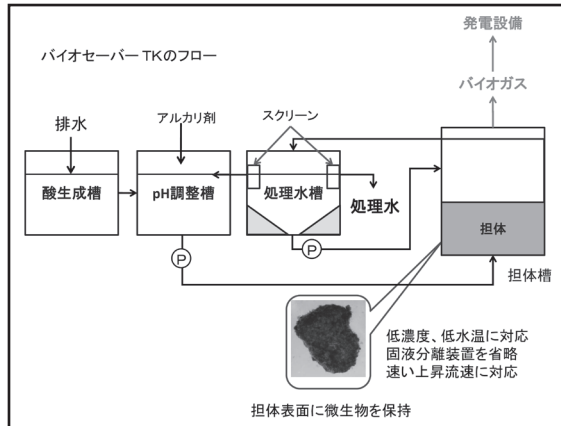 バイオセーバーTKのフロー
発電設備
バイオガス
排水
アルカリ剤
スクリーン
酸生成槽
pH調整槽
処理水槽
処理水
担体
P
P
担体槽
低濃度、低水温に対応
固液分離装置を省略
速い上昇流速に対応
担体表面に微生物を保持